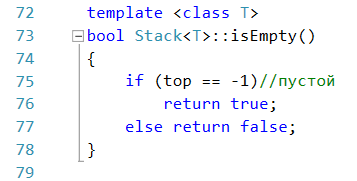 72 template <class T>
73 bool Stack<T>::isEmpty()
74 {
75 if (top == -1)//пустой
76 return true;
77 else return false;
78 }
79